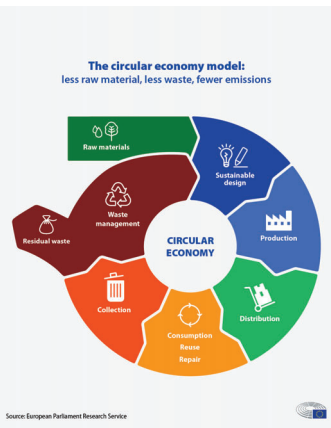 The circular economy model:
less raw material, less waste, fewer emissions
Raw materials
Sustainable
design
Production
Distribution
Consumption
Reuse
Repair
Collection
Waste
management
Residual waste
CIRCULAR
ECONOMY
Source: European Parliament Research Service